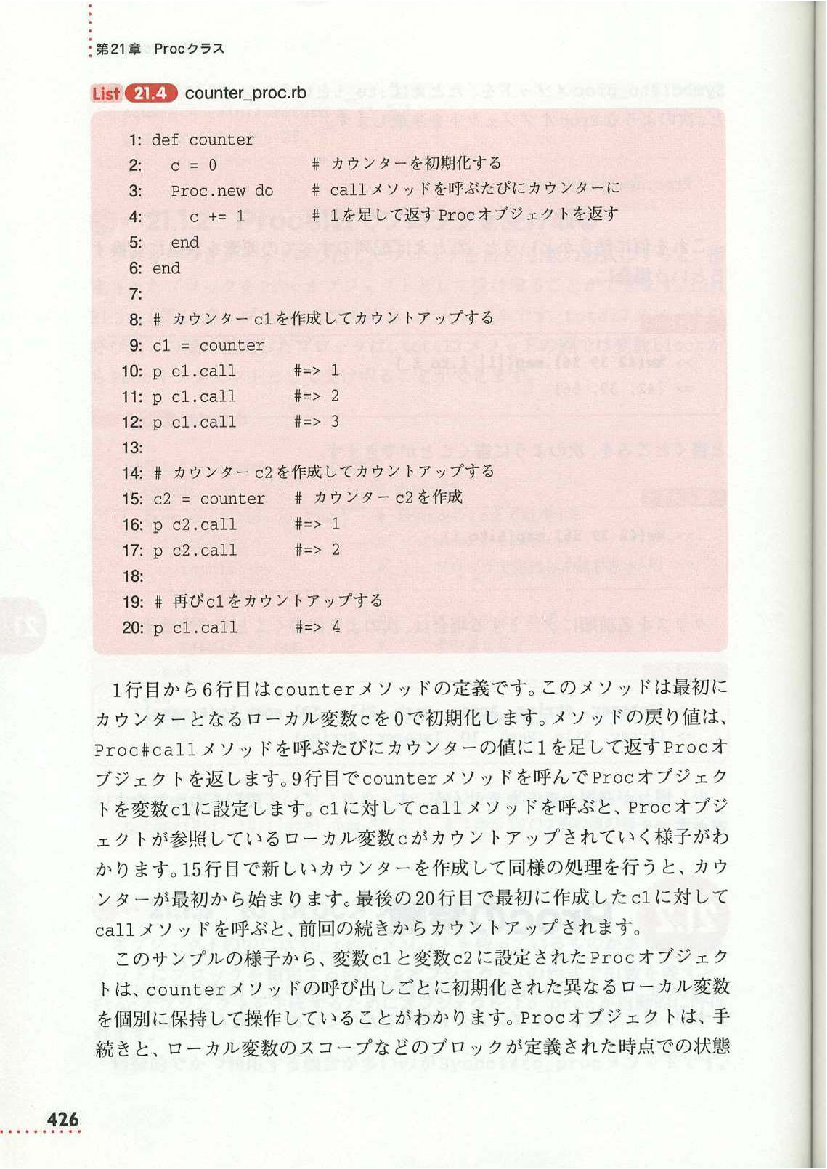 第21章 Procクラス
List 21.4 counter_proc.rb
1: def counter
2:   c = 0          # カウンターを初期化する
3:   Proc.new do    # callメソッドを呼ぶたびにカウンターに
4:     c += 1       # 1を足して返すProcオブジェクトを返す
5:   end
6: end
7:
8: # カウンターc1を作成してカウントアップする
9: c1 = counter
10: p c1.call      #=> 1
11: p c1.call      #=> 2
12: p c1.call      #=> 3
13:
14: # カウンターc2を作成してカウントアップする
15: c2 = counter   # カウンターc2を作成
16: p c2.call      #=> 1
17: p c2.call      #=> 2
18:
19: # 再びc1をカウントアップする
20: p c1.call      #=> 4
1行目から6行目はcounterメソッドの定義です。このメソッドは最初に
カウンターとなるローカル変数cを0で初期化します。メソッドの戻り値は、
Proc#callメソッドを呼ぶたびにカウンターの値に1を足して返すProcオ
ブジェクトを返します。9行目でcounterメソッドを呼んでProcオブジェク
トを変数c1に設定します。c1に対してcallメソッドを呼ぶと、Procオブジ
ェクトが参照しているローカル変数cがカウントアップされていく様子がわ
かります。15行目で新しいカウンターを作成して同様の処理を行うと、カウ
ンターが最初から始まります。最後の20行目で最初に作成したc1に対して
callメソッドを呼ぶと、前回の続きからカウントアップされます。
このサンプルの様子から、変数c1と変数c2に設定されたProcオブジェク
トは、counterメソッドの呼び出しごとに初期化された異なるローカル変数
を個別に保持して操作していることがわかります。Procオブジェクトは、手
続きと、ローカル変数のスコープなどのブロックが定義された時点での状態
426